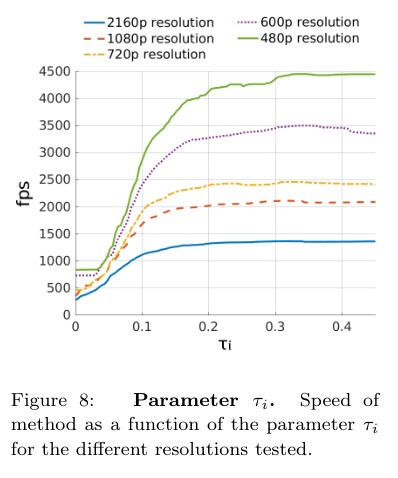 2160p resolution
1080p resolution
720p resolution
600p resolution
480p resolution
4500
4000
3500
3000
2500
2000
1500
1000
500
0
fps
0 0.1 0.2 0.3 0.4
τi
Figure 8: Parameter τᵢ. Speed of
method as a function of the parameter τᵢ
for the different resolutions tested.